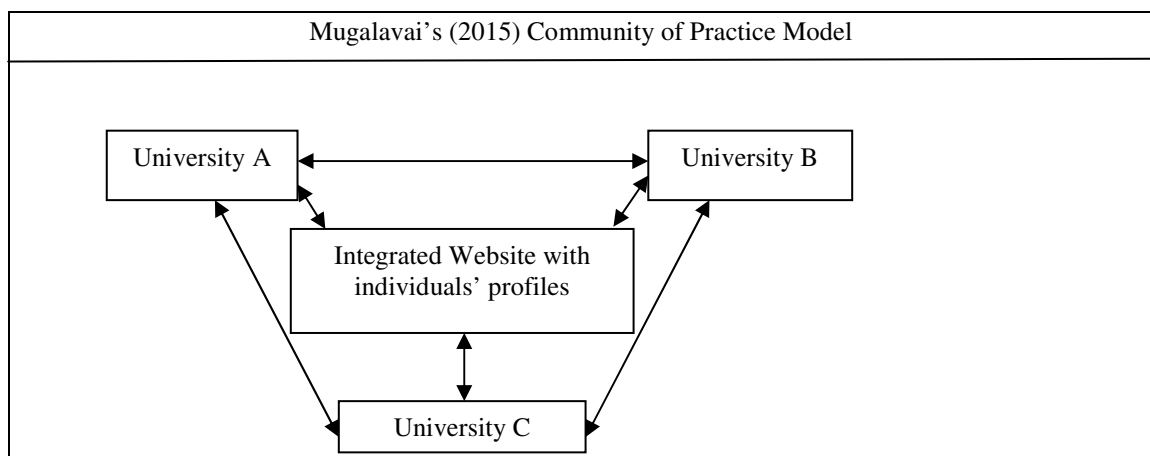 Mugalavai’s (2015) Community of Practice Model
University A
University B
Integrated Website with
individuals’ profiles
University C